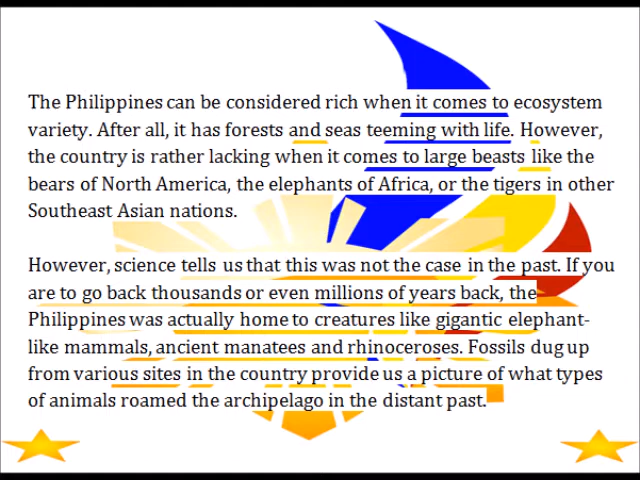 The Philippines can be considered rich when it comes to ecosystem
variety. After all, it has forests and seas teeming with life. However,
the country is rather lacking when it comes to large beasts like the
bears of North America, the elephants of Africa, or the tigers in other
Southeast Asian nations.
However, science tells us that this was not the case in the past. If you
are to go back thousands or even millions of years back, the
Philippines was actually home to creatures like gigantic elephant-
like mammals, ancient manatees and rhinoceroses. Fossils dug up
from various sites in the country provide us a picture of what types
of animals roamed the archipelago in the distant past.